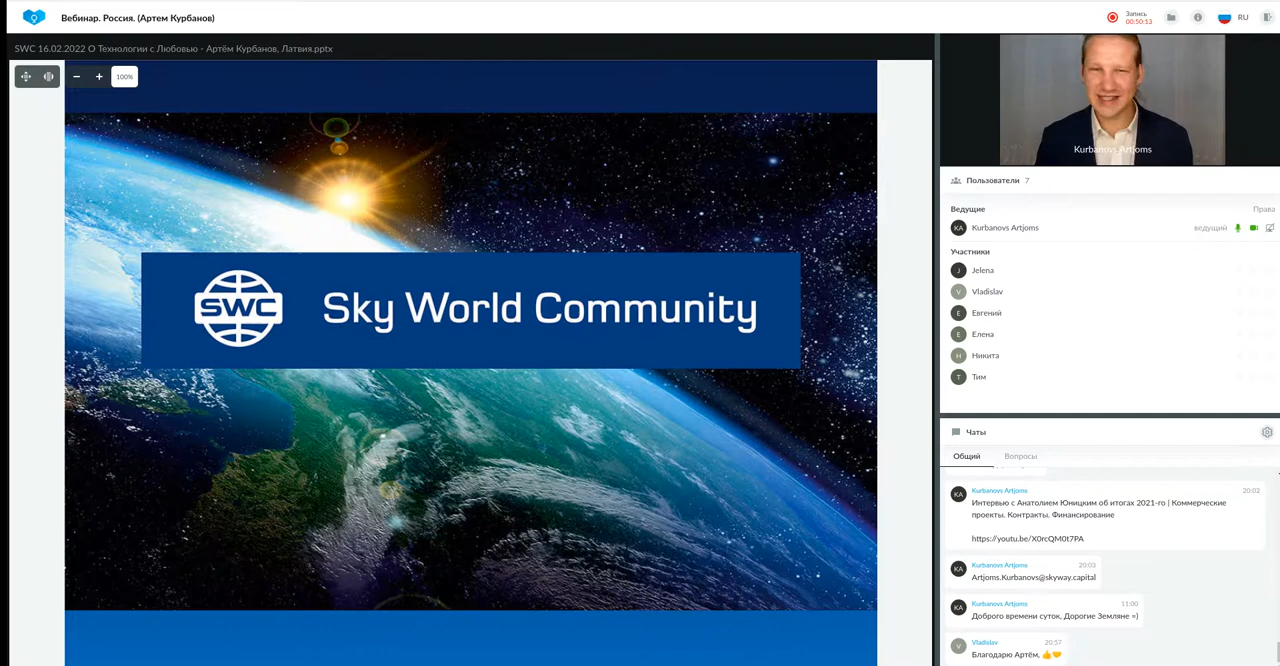 Вебинар. Россия. (Артем Курбанов)
Запись
00:50:13
RU
SWC 16.02.2022 О Технологии с Любовью - Артём Курбанов, Латвия.pptx
100%
SWC
Sky World Community
Kurbanovs Artjoms
Пользователи 7
Ведущие Права
KA Kurbanovs Artjoms ведущий
Участники
J Jelena
V Vladislav
Е Евгений
Е Елена
Н Никита
Т Тим
Чаты
Общий Вопросы
KA Kurbanovs Artjoms 20:02
Интервью с Анатолием Юницким об итогах 2021-го | Коммерческие
проекты. Контракты. Финансирование
https://youtu.be/X0rcQM0t7PA
KA Kurbanovs Artjoms 20:03
Artjoms.Kurbanovs@skyway.capital
KA Kurbanovs Artjoms 11:00
Доброго времени суток, Дорогие Земляне =)
V Vladislav 20:57
Благодарю Артём, 👍🤝